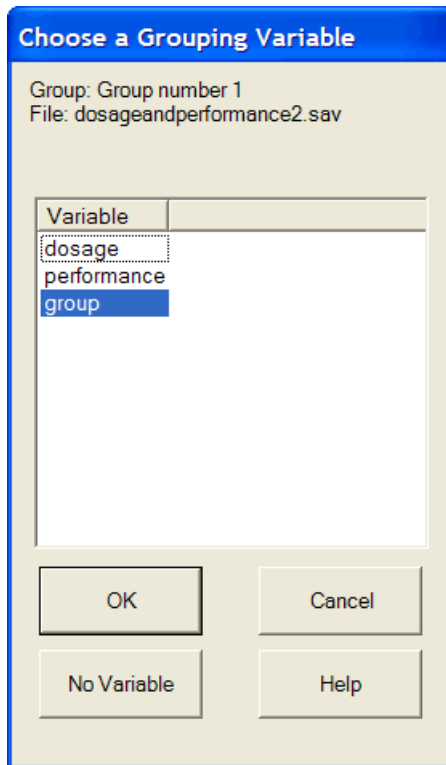 Choose a Grouping Variable
Group: Group number 1
File: dosageandperformance2.sav
Variable
dosage
performance
group
OK Cancel
No Variable Help